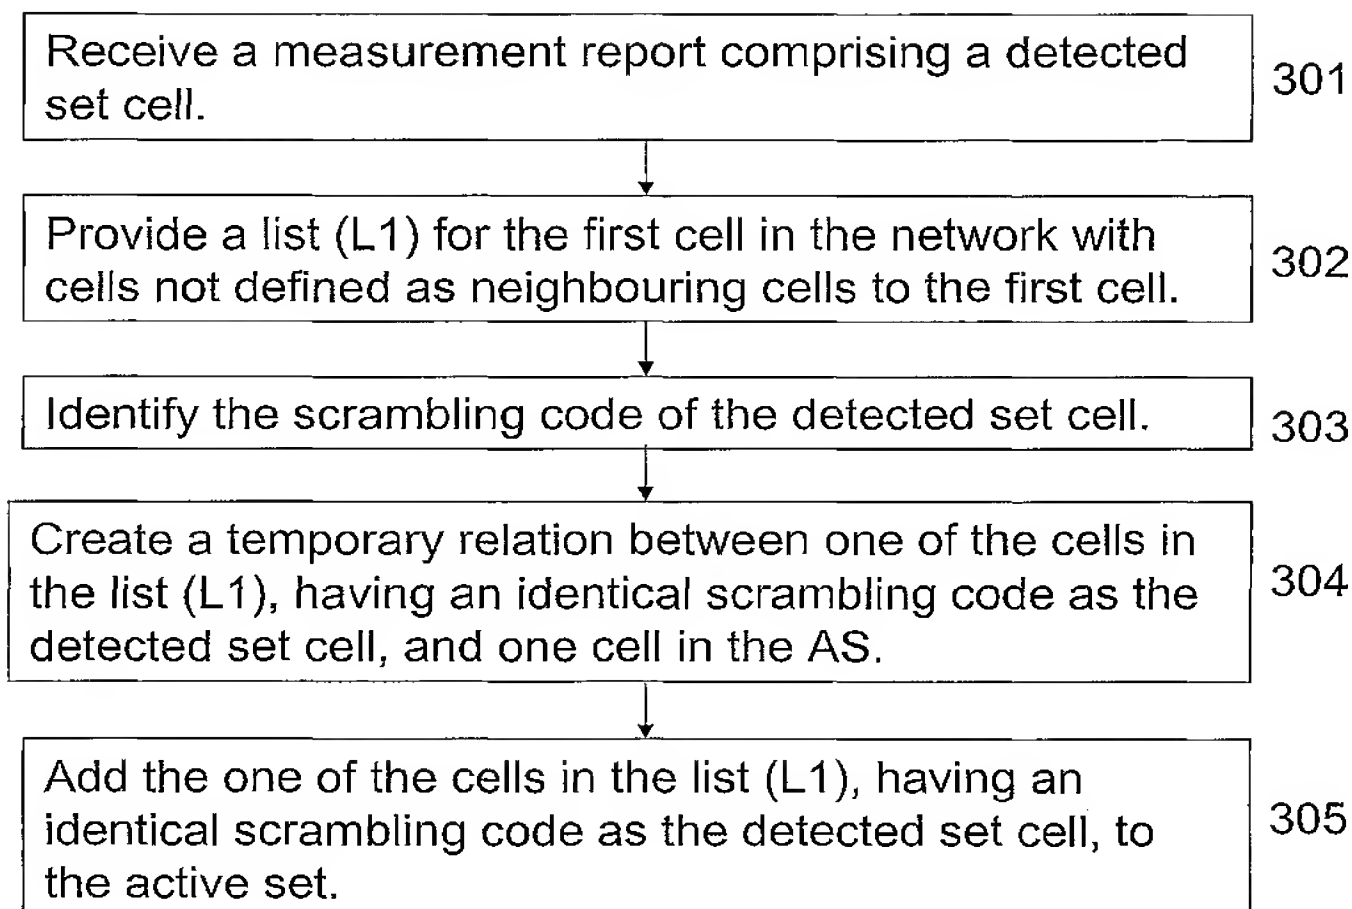 Receive a measurement report comprising a detected
set cell.
301
Provide a list (L1) for the first cell in the network with
cells not defined as neighbouring cells to the first cell.
302
Identify the scrambling code of the detected set cell.
303
Create a temporary relation between one of the cells in
the list (L1), having an identical scrambling code as the
detected set cell, and one cell in the AS.
304
Add the one of the cells in the list (L1), having an
identical scrambling code as the detected set cell, to
the active set.
305